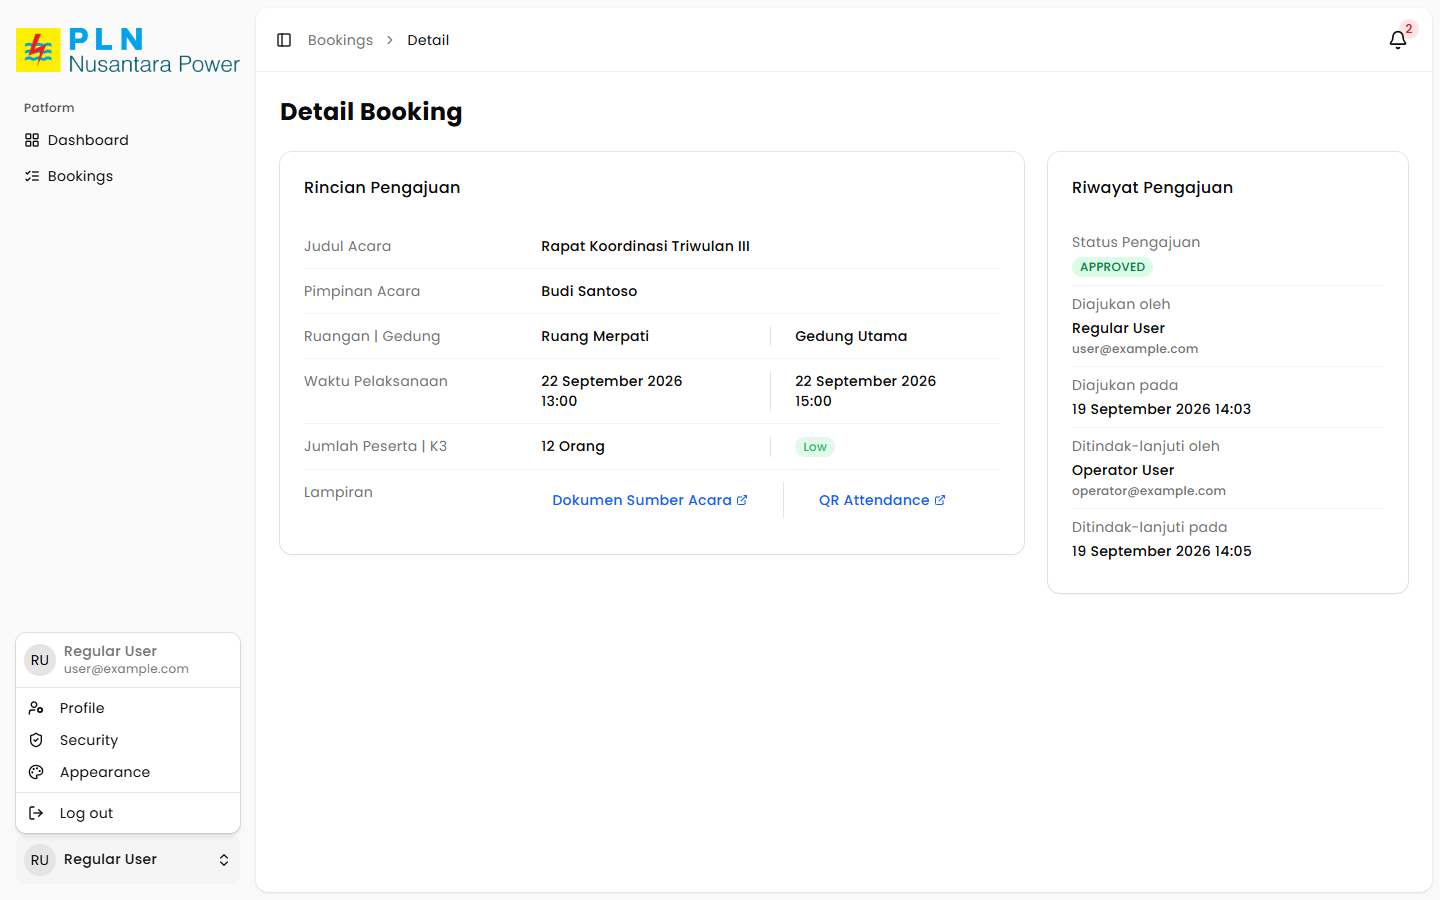 PLN
Nusantara Power
Patform
Dashboard
Bookings
Bookings > Detail
2
Detail Booking
Rincian Pengajuan
Judul Acara Rapat Koordinasi Triwulan III
Pimpinan Acara Budi Santoso
Ruangan | Gedung Ruang Merpati Gedung Utama
Waktu Pelaksanaan 22 September 2026 22 September 2026
13:00 15:00
Jumlah Peserta | K3 12 Orang Low
Lampiran Dokumen Sumber Acara QR Attendance
Riwayat Pengajuan
Status Pengajuan
APPROVED
Diajukan oleh
Regular User
user@example.com
Diajukan pada
19 September 2026 14:03
Ditindak-lanjuti oleh
Operator User
operator@example.com
Ditindak-lanjuti pada
19 September 2026 14:05
RU Regular User
user@example.com
Profile
Security
Appearance
Log out
RU Regular User